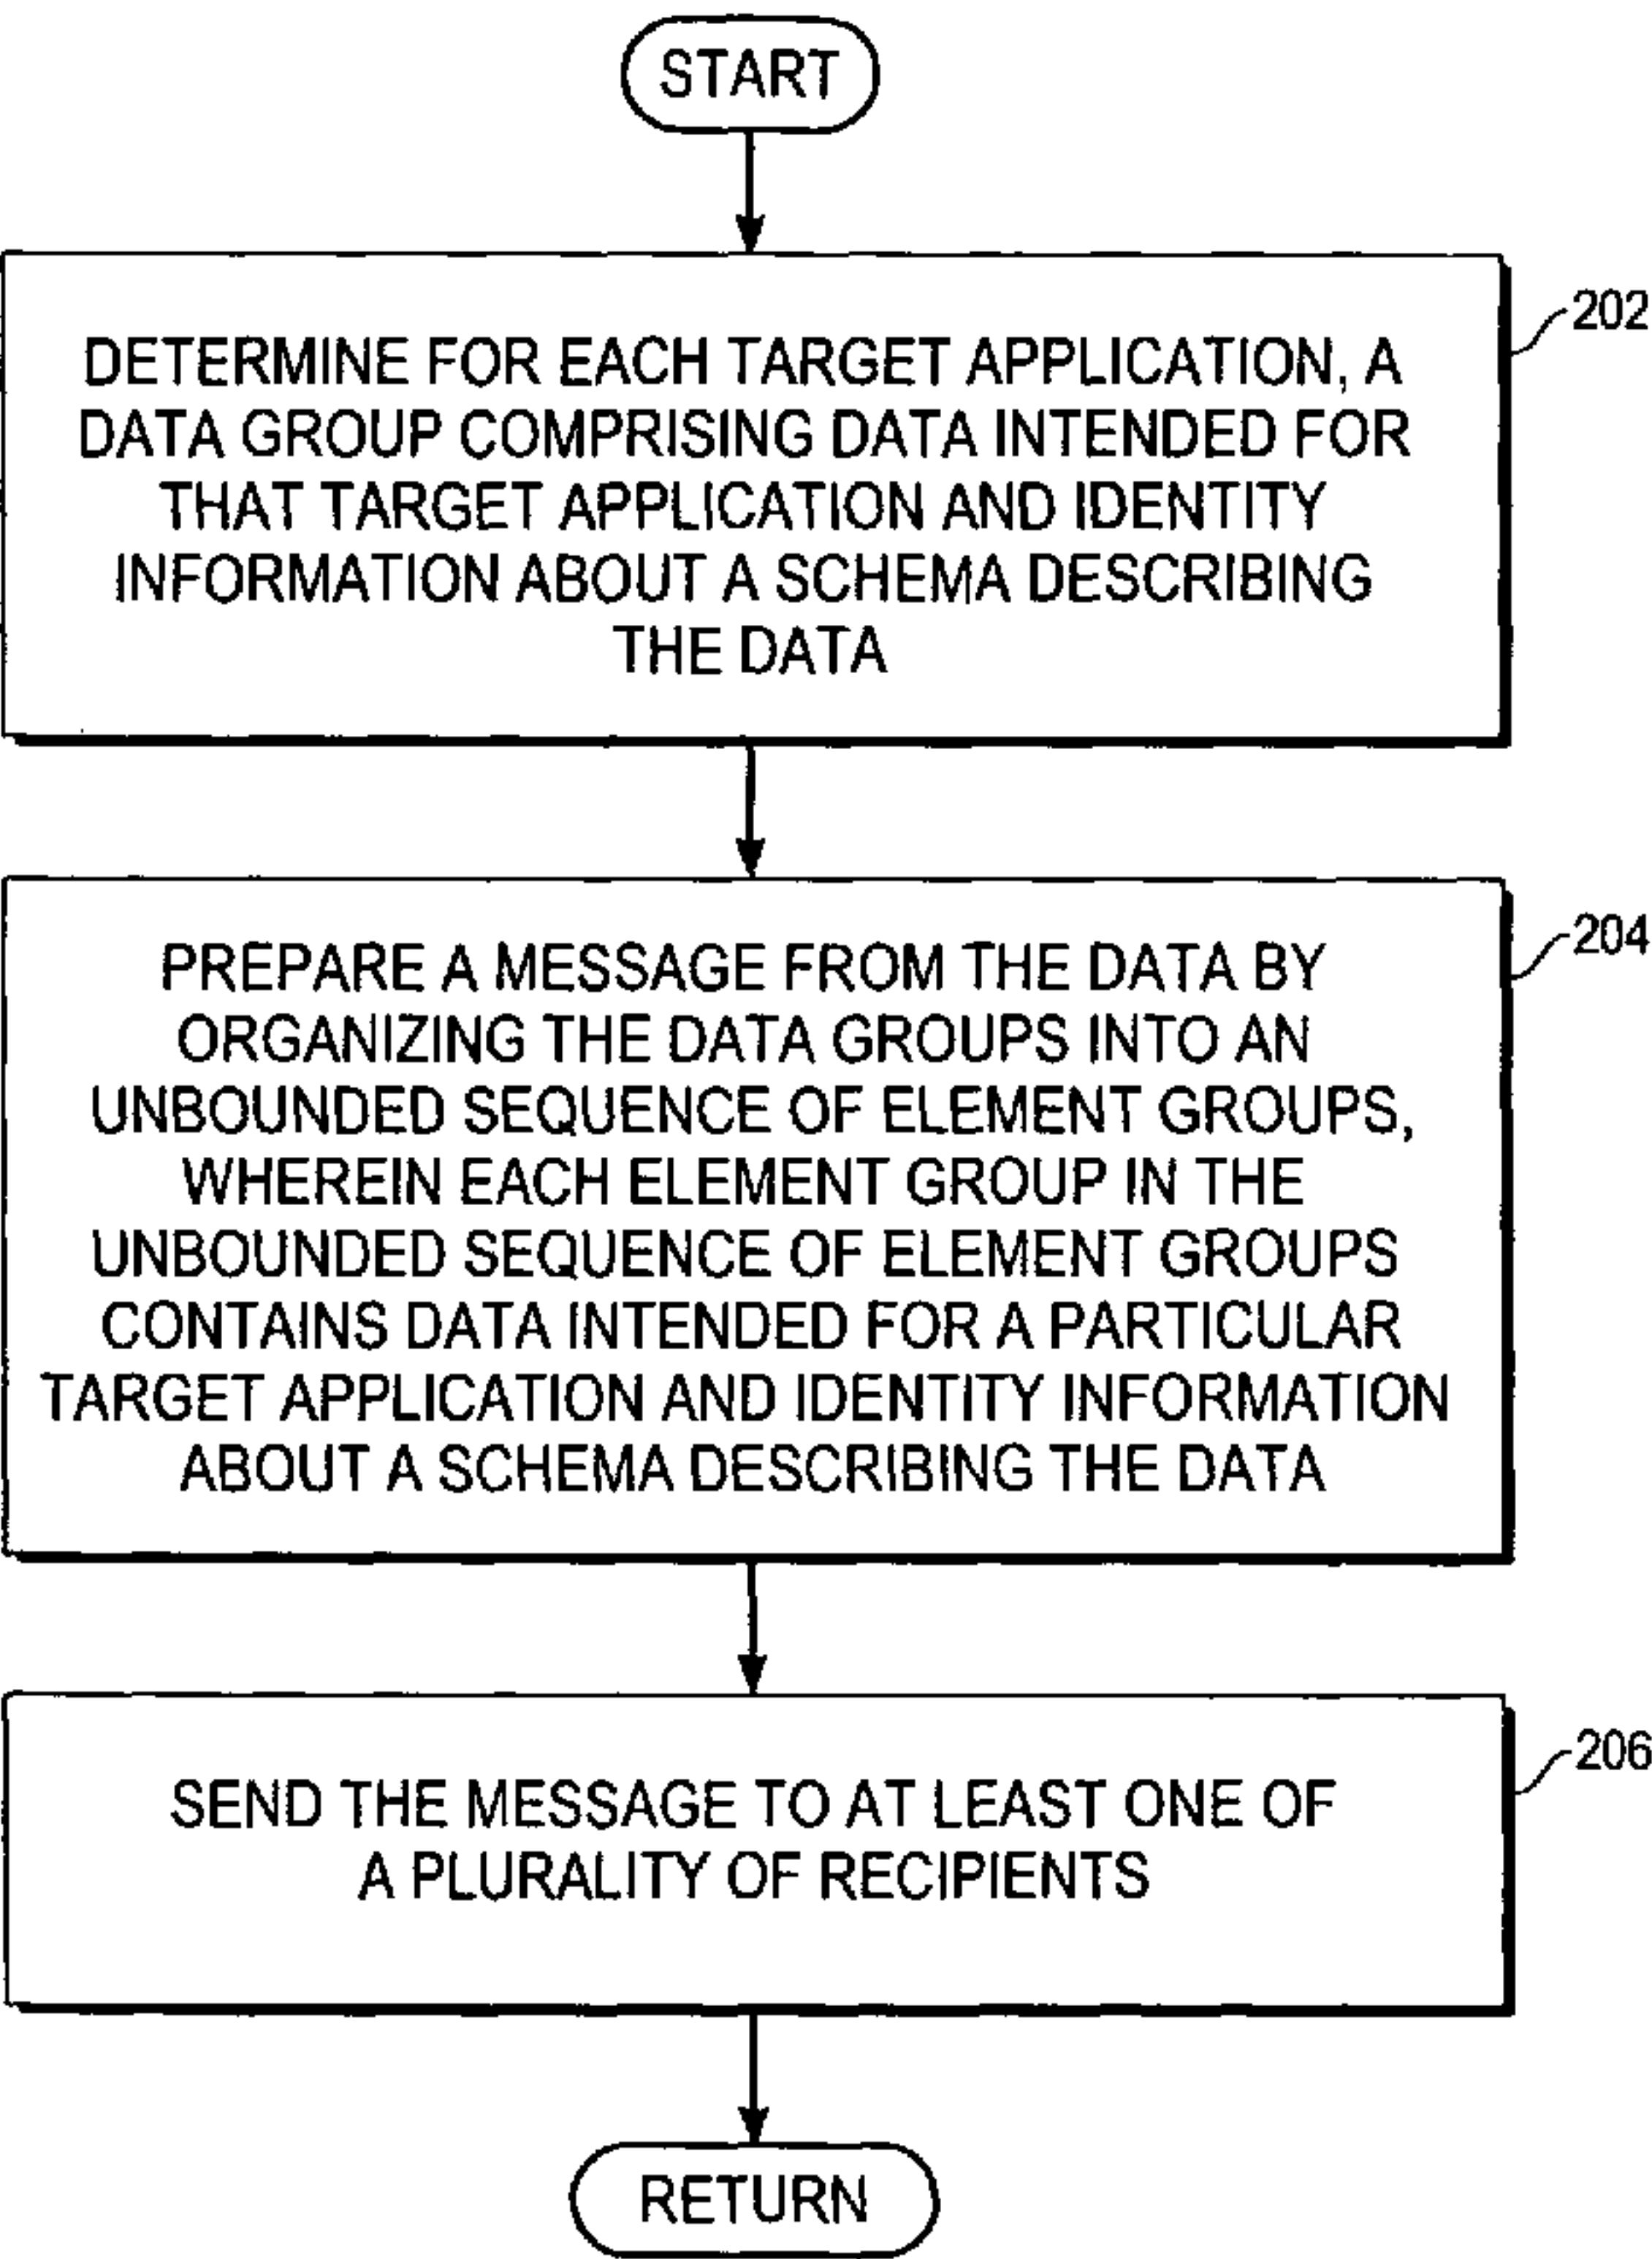 START
202
DETERMINE FOR EACH TARGET APPLICATION, A
DATA GROUP COMPRISING DATA INTENDED FOR
THAT TARGET APPLICATION AND IDENTITY
INFORMATION ABOUT A SCHEMA DESCRIBING
THE DATA
204
PREPARE A MESSAGE FROM THE DATA BY
ORGANIZING THE DATA GROUPS INTO AN
UNBOUNDED SEQUENCE OF ELEMENT GROUPS,
WHEREIN EACH ELEMENT GROUP IN THE
UNBOUNDED SEQUENCE OF ELEMENT GROUPS
CONTAINS DATA INTENDED FOR A PARTICULAR
TARGET APPLICATION AND IDENTITY INFORMATION
ABOUT A SCHEMA DESCRIBING THE DATA
206
SEND THE MESSAGE TO AT LEAST ONE OF
A PLURALITY OF RECIPIENTS
RETURN